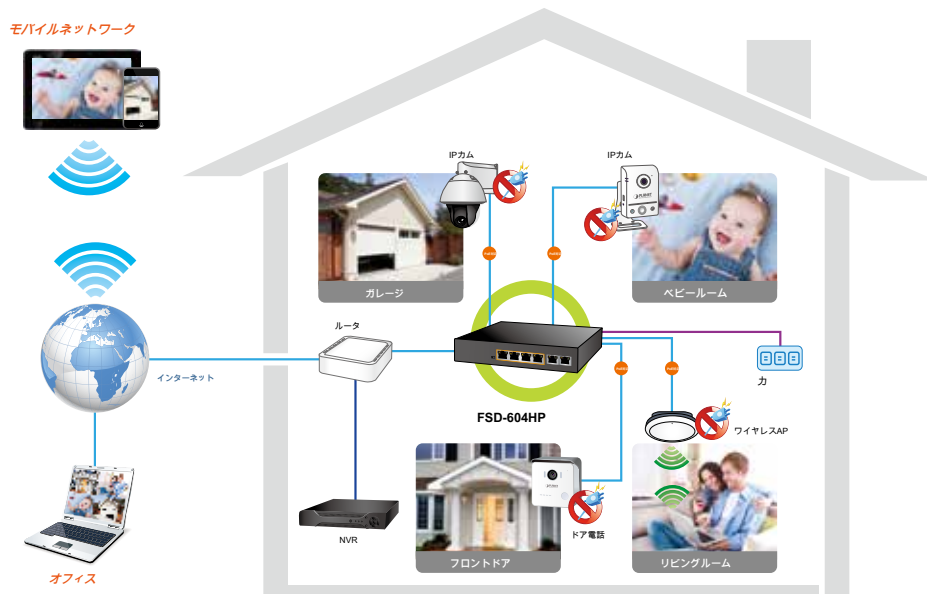 モバイルネットワーク
IPカム
IPカム
PLANET
ガレージ
ベビールーム
ルータ
インターネット
カ
FSD-604HP
ワイヤレスAP
NVR
ドア電話
フロントドア
リビングルーム
オフィス